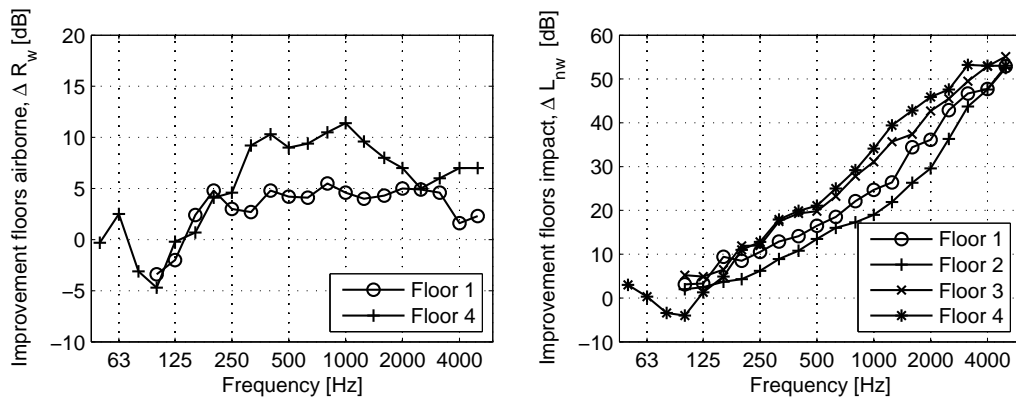 Improvement floors airborne, Δ R_w [dB]
20
15
10
5
0
−5
−10
63 125 250 500 1000 2000 4000
Frequency [Hz]
Floor 1
Floor 4
Improvement floors impact, Δ L_nw [dB]
60
50
40
30
20
10
0
−10
63 125 250 500 1000 2000 4000
Frequency [Hz]
Floor 1
Floor 2
Floor 3
Floor 4